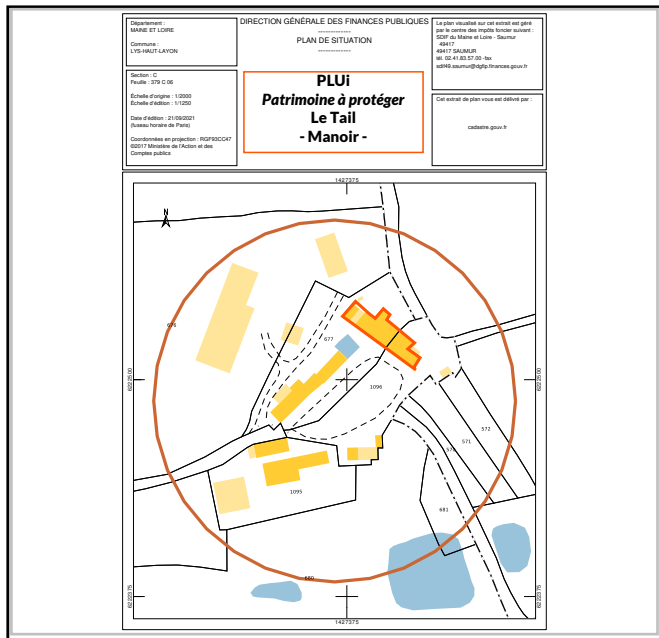 Département :
MAINE ET LOIRE
Commune :
LYS-HAUT-LAYON
Section : C
Feuille : 379 C 06
Échelle d'origine : 1/2000
Échelle d'édition : 1/1250
Date d'édition : 21/09/2021
(fuseau horaire de Paris)
Coordonnées en projection : RGF93CC47
©2017 Ministère de l'Action et des
Comptes publics
DIRECTION GÉNÉRALE DES FINANCES PUBLIQUES
-------------
PLAN DE SITUATION
-------------
PLUi
Patrimoine à protéger
Le Tail
- Manoir -
Le plan visualisé sur cet extrait est géré
par le centre des impôts foncier suivant :
SDIF du Maine et Loire - Saumur
49417
49417 SAUMUR
tél. 02.41.83.57.00 -fax
sdif49.saumur@dgfip.finances.gouv.fr
Cet extrait de plan vous est délivré par :
cadastre.gouv.fr
1427375
N
677
6222500
6222500
1096
572
571
1095
681
680
6222375
6222375
1427375